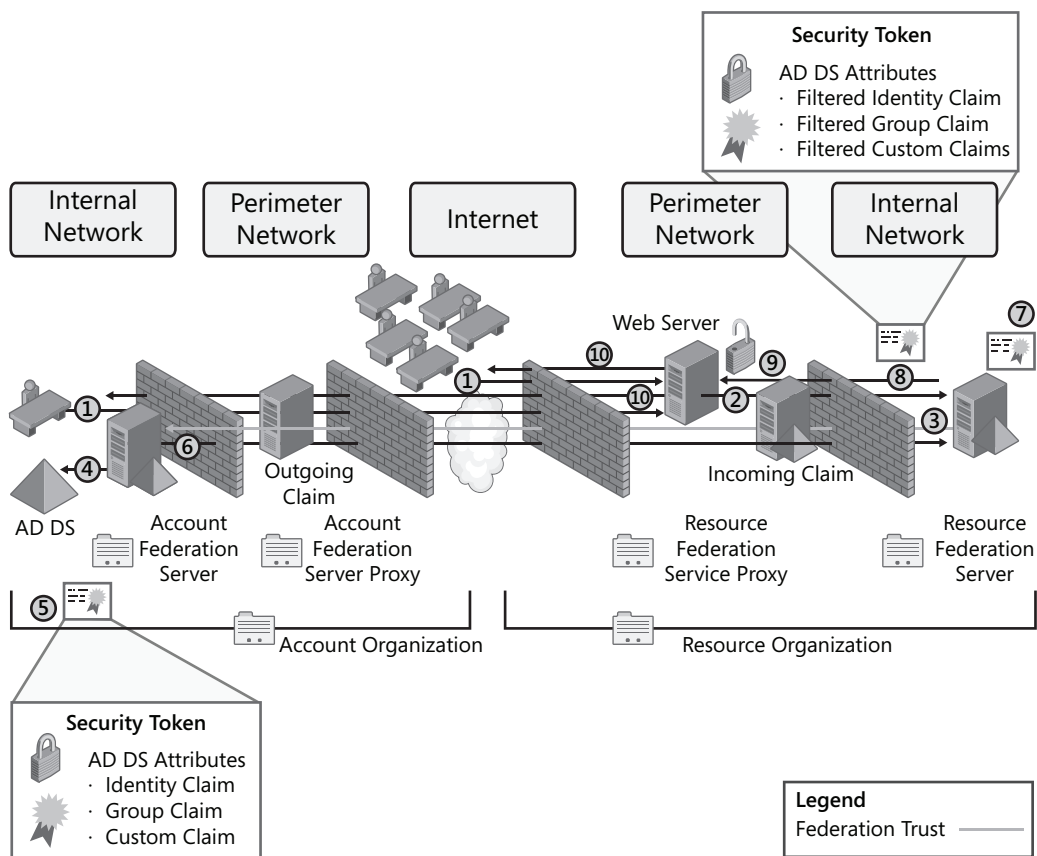 Security Token
AD DS Attributes
· Filtered Identity Claim
· Filtered Group Claim
· Filtered Custom Claims
Internal
Network
Perimeter
Network
Internet
Perimeter
Network
Internal
Network
Web Server
7
10
9
8
1
1
10
2
3
6
4
Outgoing
Claim
Incoming Claim
AD DS
Account
Federation
Server
Account
Federation
Server Proxy
Resource
Federation
Service Proxy
Resource
Federation
Server
5
Account Organization
Resource Organization
Security Token
AD DS Attributes
· Identity Claim
· Group Claim
· Custom Claim
Legend
Federation Trust